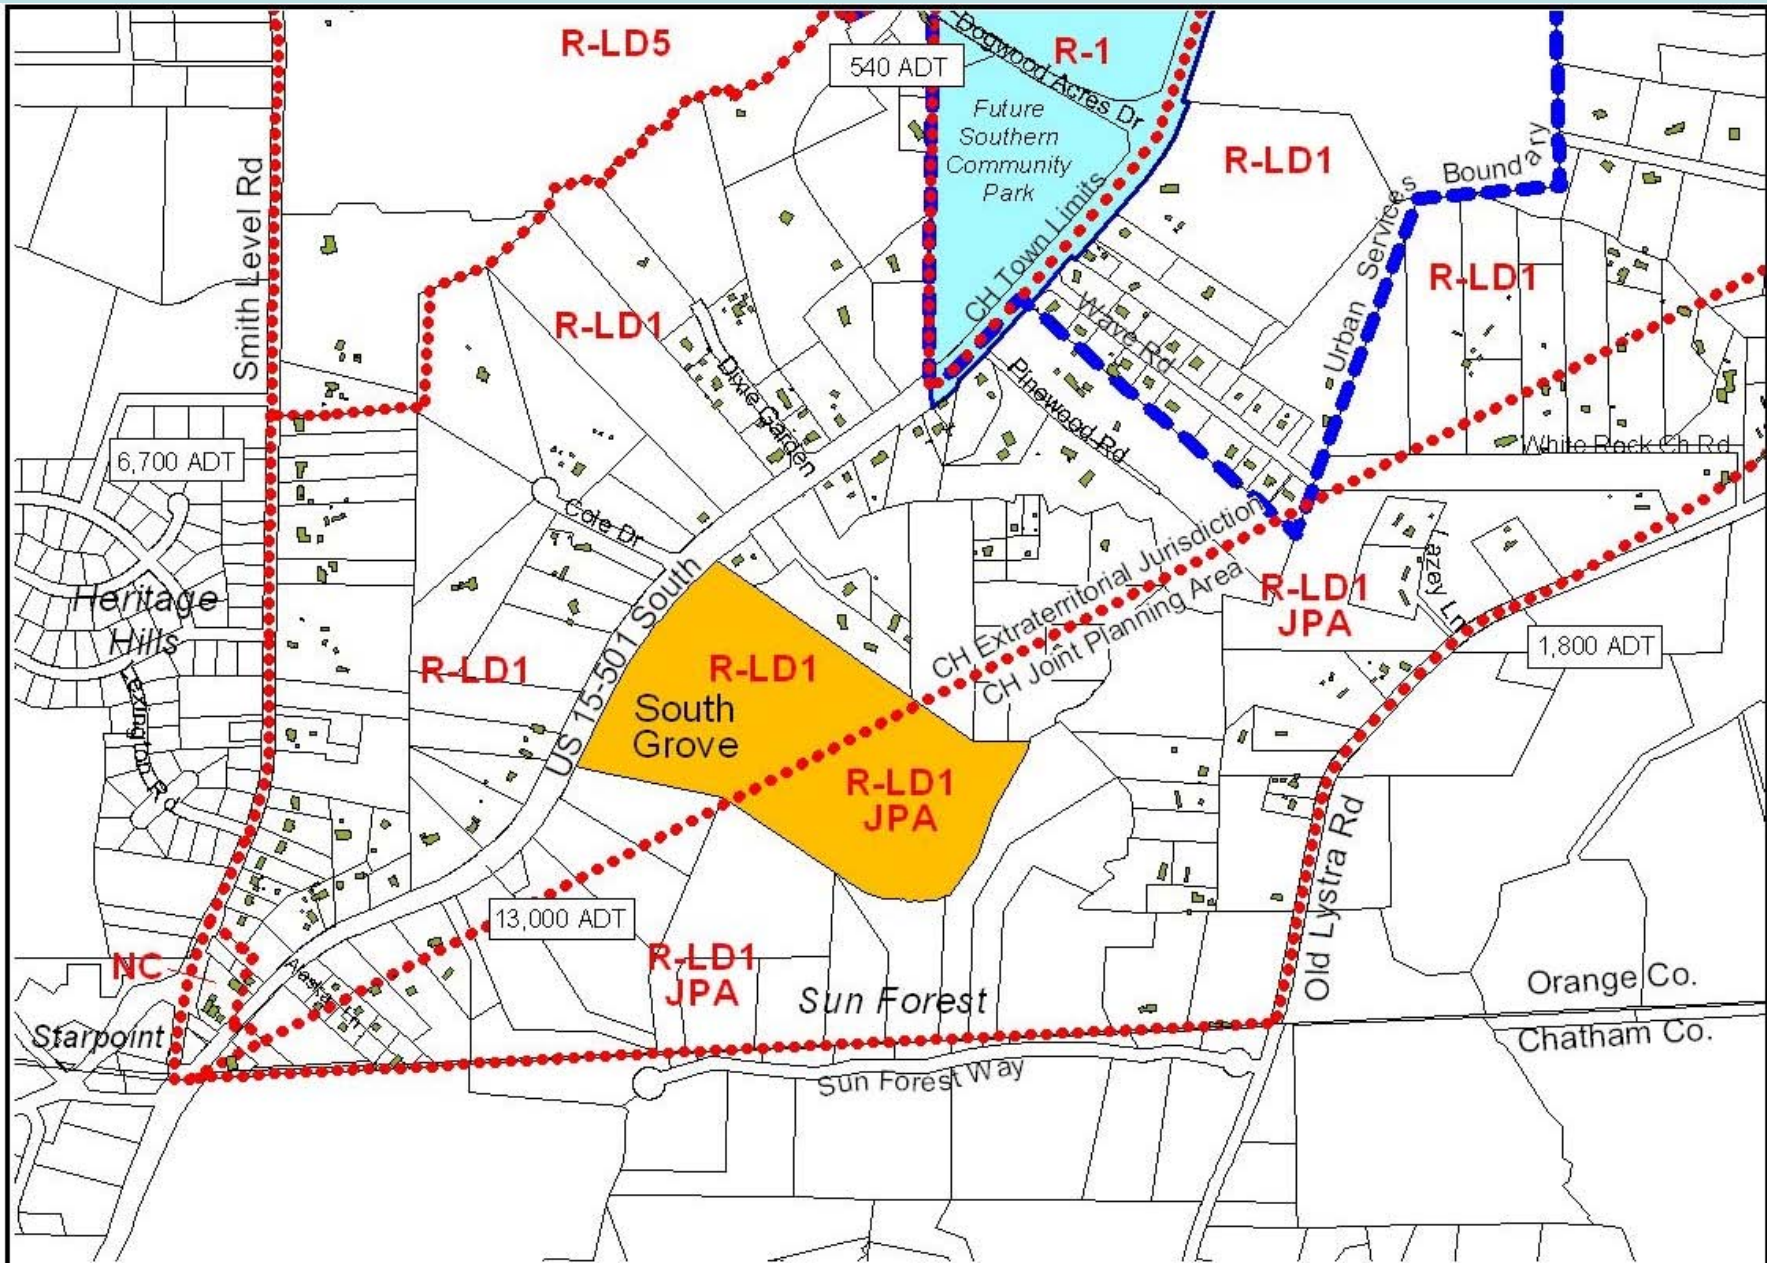 R-LD5
540 ADT
Dogwood Acres Dr
R-1
Future
Southern
Community
Park
R-LD1
Urban Services Boundary
Smith Level Rd
CH Town Limits
R-LD1
R-LD1
Wave Rd
Dixie Garden
Pinewood Rd
White Rock Ch Rd
6,700 ADT
Cole Dr
CH Extraterritorial Jurisdiction
CH Joint Planning Area
R-LD1
JPA
Lazey Ln
1,800 ADT
Heritage
Hills
Lexington Rd
R-LD1
US 15-501 South
R-LD1
South
Grove
R-LD1
JPA
Old Lystra Rd
13,000 ADT
NC
Alaska Ln
R-LD1
JPA
Sun Forest
Orange Co.
Starpoint
Chatham Co.
Sun Forest Way